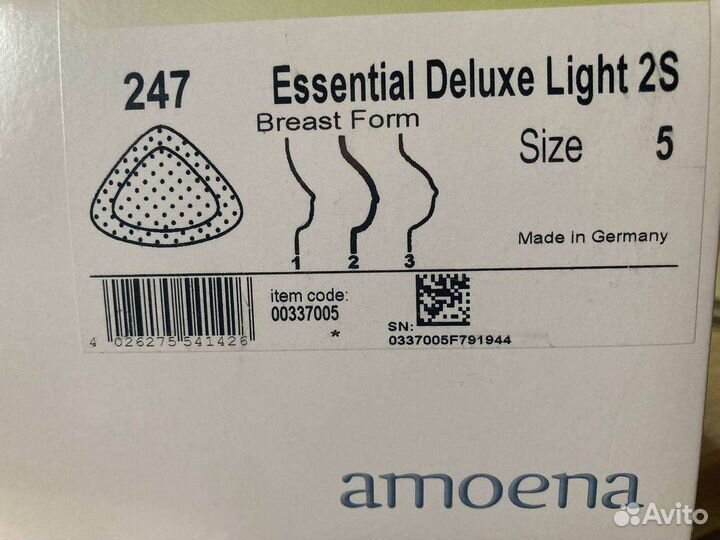 247 Essential Deluxe Light 2S
Breast Form
Size 5
1 2 3
Made in Germany
item code:
00337005
*
SN:
0337005F791944
4 026275 541426
amoena
Avito